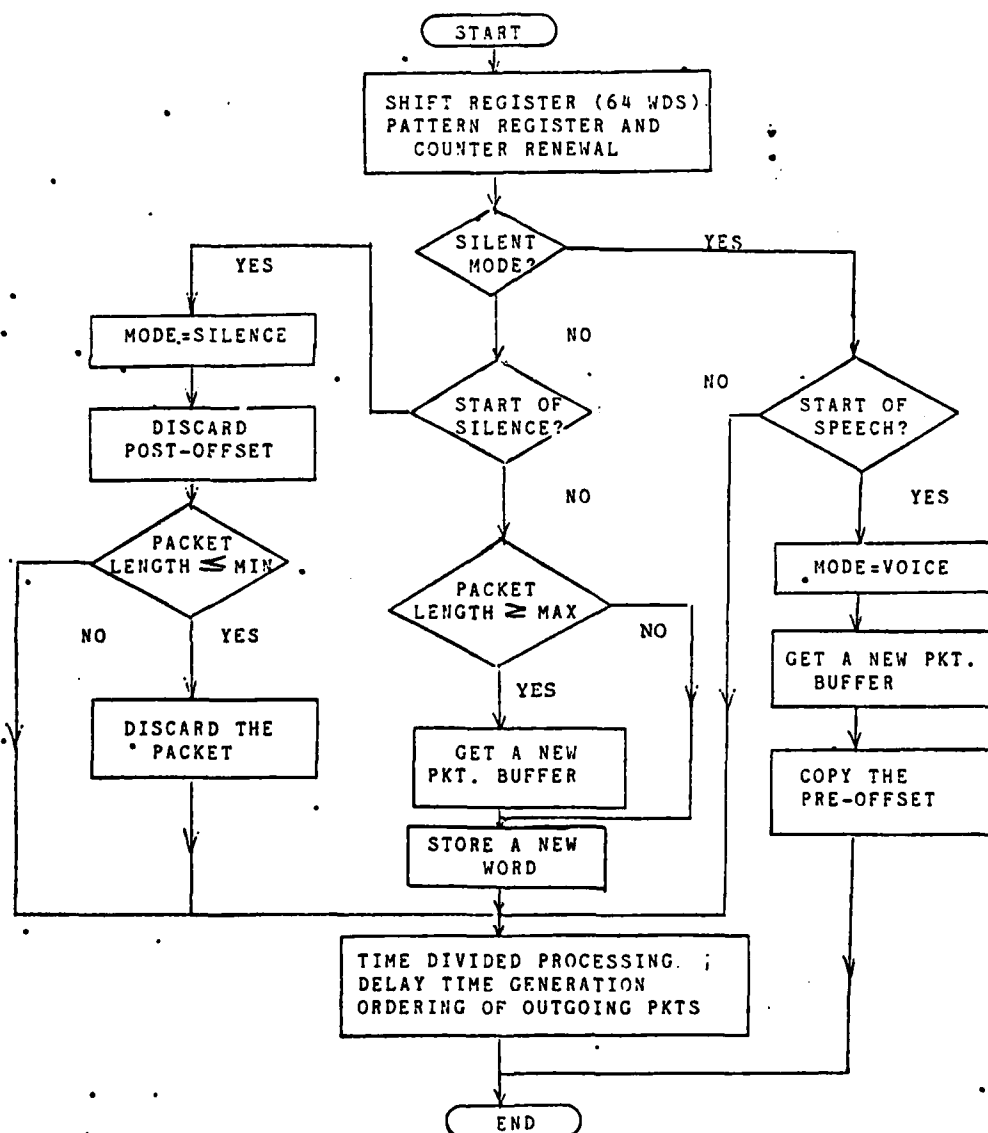 START
SHIFT REGISTER (64 WDS)
PATTERN REGISTER AND
COUNTER RENEWAL
SILENT
MODE?
YES
YES
NO
MODE=SILENCE
START OF
SILENCE?
NO
START OF
SPEECH?
DISCARD
POST-OFFSET
NO
YES
PACKET
LENGTH ≤ MIN
PACKET
LENGTH ≥ MAX
MODE=VOICE
NO
YES
NO
GET A NEW PKT.
BUFFER
YES
DISCARD THE
PACKET
GET A NEW
PKT. BUFFER
COPY THE
PRE-OFFSET
STORE A NEW
WORD
TIME DIVIDED PROCESSING. ;
DELAY TIME GENERATION
ORDERING OF OUTGOING PKTS
END